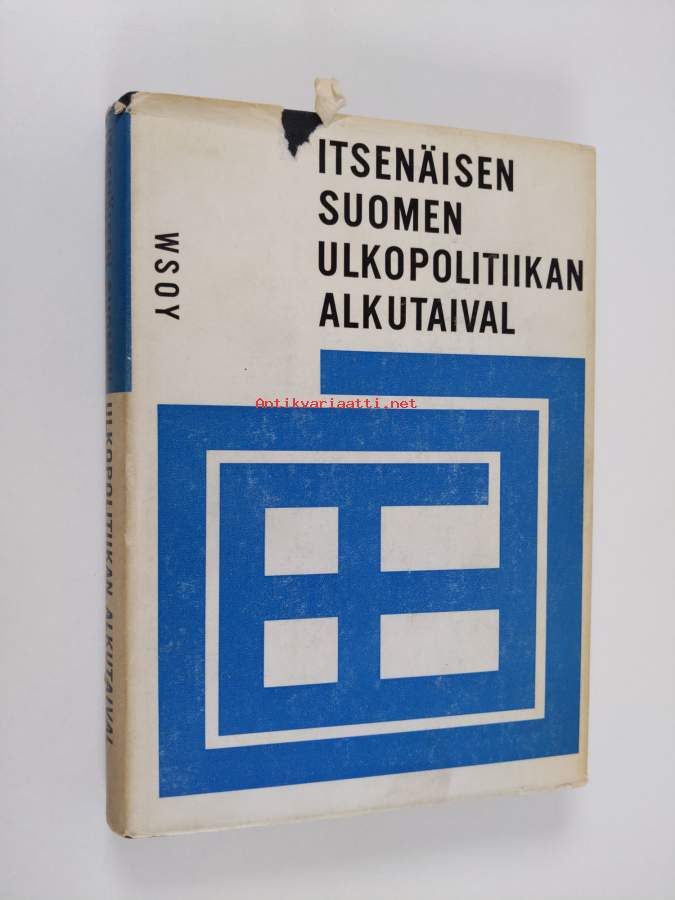 ITSENÄISEN
SUOMEN
ULKOPOLITIIKAN
ALKUTAIVAL
WSOY
Antikvariaatti.net
ULKOPOLITIIKAN ALKUTAIVAL